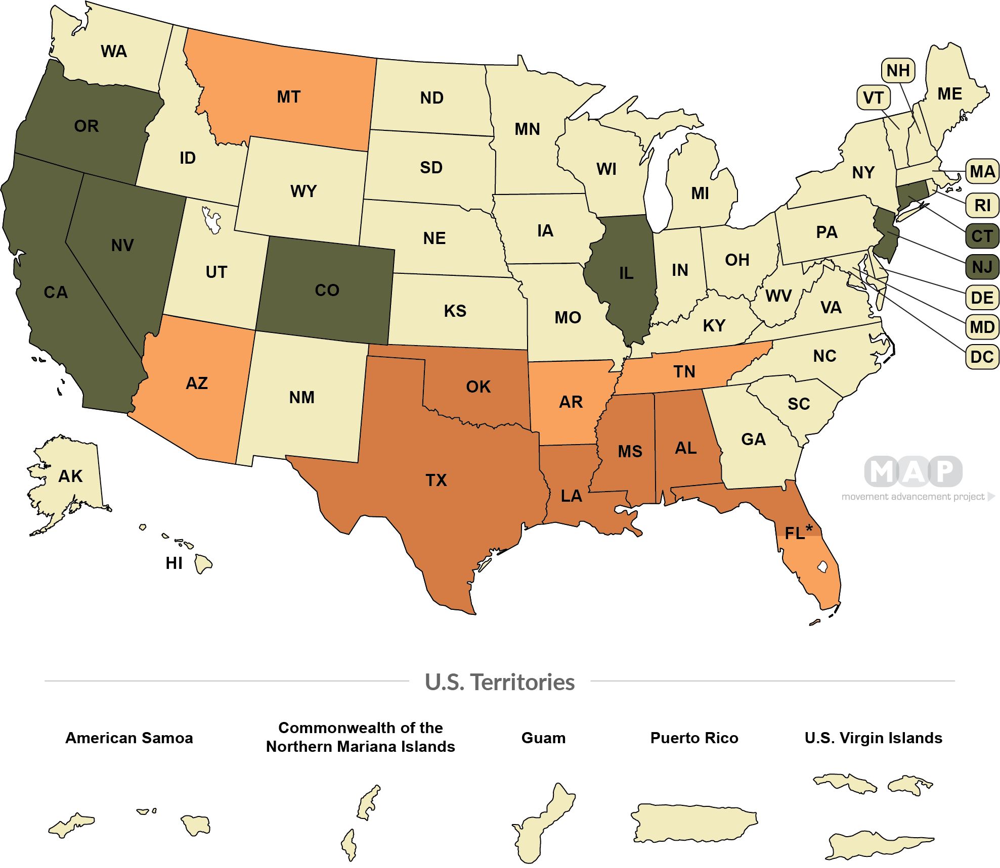 WA
NH
VT
ME
MT
ND
OR
MN
ID
SD
WI
NY
MA
WY
MI
RI
IA
PA
CT
NE
NV
OH
NJ
UT
IL
IN
CO
CA
WV
DE
KS
MO
VA
KY
MD
NC
DC
TN
AZ
OK
NM
AR
SC
GA
MS
AL
AK
TX
LA
MAP
movement advancement project
FL*
HI
U.S. Territories
American Samoa
Commonwealth of the
Northern Mariana Islands
Guam
Puerto Rico
U.S. Virgin Islands